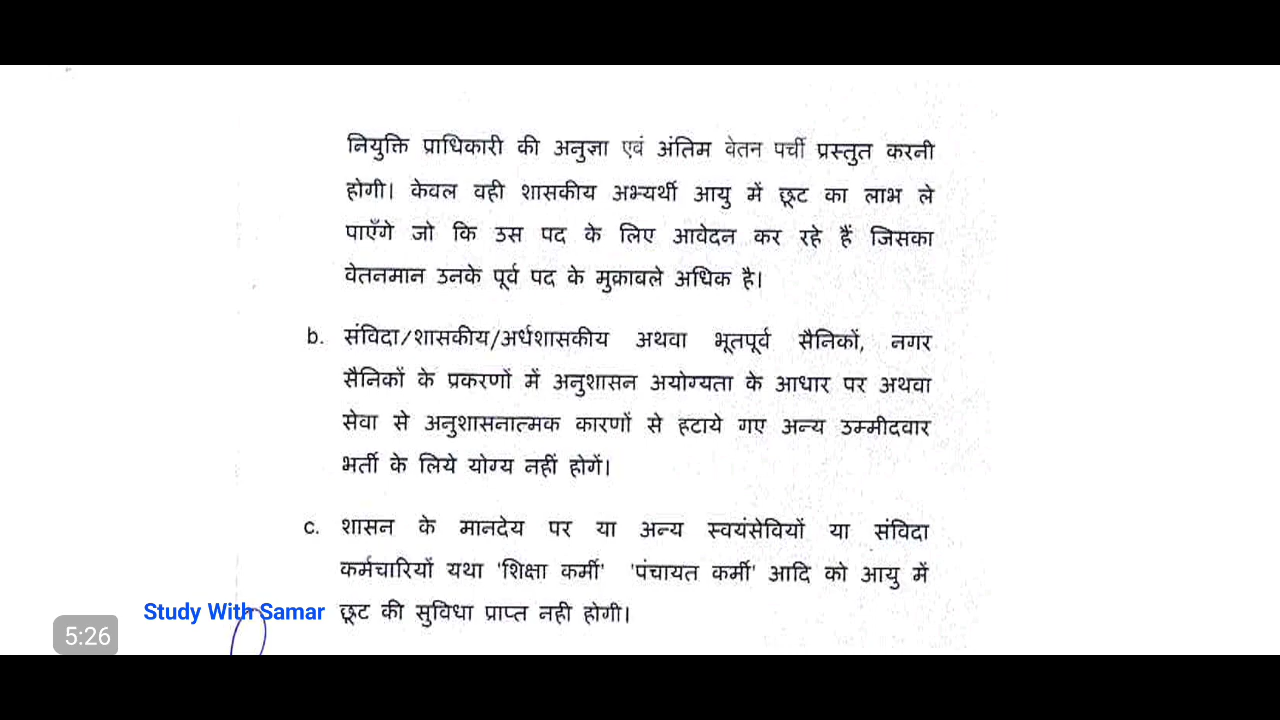 नियुक्ति प्राधिकारी की अनुज्ञा एवं अंतिम वेतन पर्ची प्रस्तुत करनी
होगी। केवल वही शासकीय अभ्यर्थी आयु में छूट का लाभ ले
पाएँगे जो कि उस पद के लिए आवेदन कर रहे हैं जिसका
वेतनमान उनके पूर्व पद के मुक़ाबले अधिक है।
b. संविदा/शासकीय/अर्धशासकीय अथवा भूतपूर्व सैनिकों, नगर
सैनिकों के प्रकरणों में अनुशासन अयोग्यता के आधार पर अथवा
सेवा से अनुशासनात्मक कारणों से हटाये गए अन्य उम्मीदवार
भर्ती के लिये योग्य नहीं होगें।
c. शासन के मानदेय पर या अन्य स्वयंसेवियों या संविदा
कर्मचारियों यथा 'शिक्षा कर्मी' 'पंचायत कर्मी' आदि को आयु में
छूट की सुविधा प्राप्त नही होगी।
Study With Samar
5:26